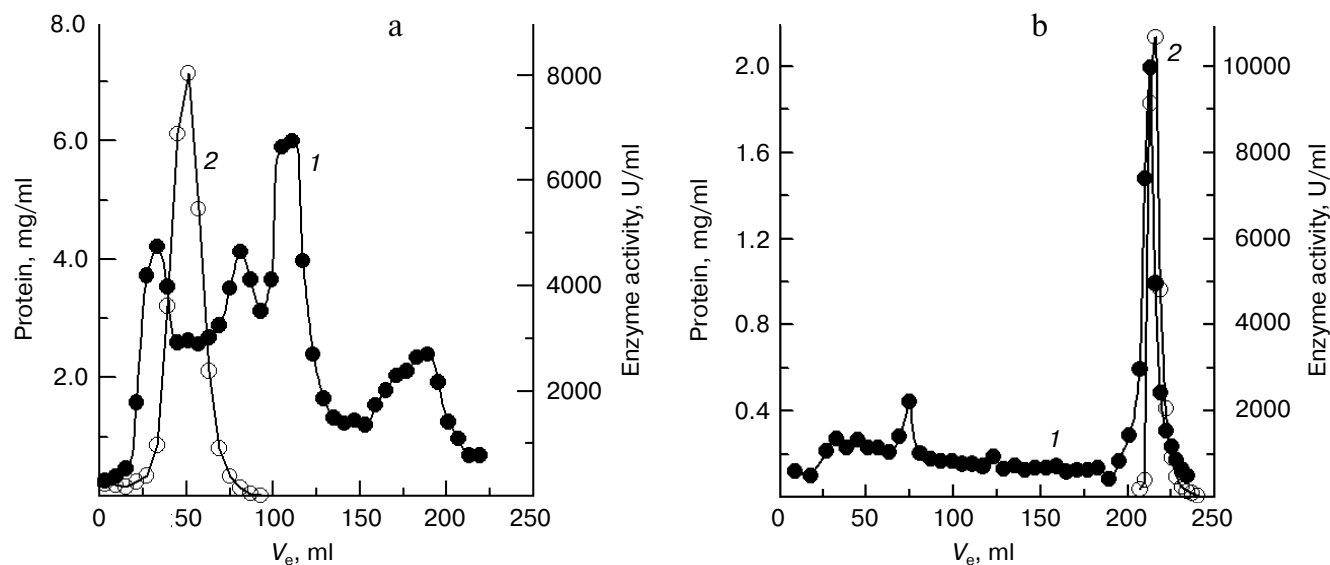 a
8.0
6.0
4.0
2.0
Protein, mg/ml
8000
6000
4000
2000
Enzyme activity, U/ml
2
1
0 50 100 150 200 250
Ve, ml
b
2.0
1.6
1.2
0.8
0.4
Protein, mg/ml
10000
8000
6000
4000
2000
Enzyme activity, U/ml
2
1
0 50 100 150 200 250
Ve, ml